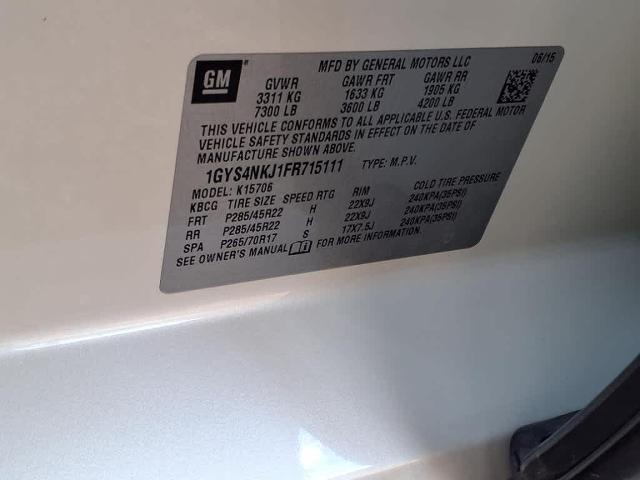 GM
MFD BY GENERAL MOTORS LLC 06/15
GVWR GAWR FRT GAWR RR
3311 KG 1633 KG 1905 KG
7300 LB 3600 LB 4200 LB
THIS VEHICLE CONFORMS TO ALL APPLICABLE U.S. FEDERAL MOTOR
VEHICLE SAFETY STANDARDS IN EFFECT ON THE DATE OF
MANUFACTURE SHOWN ABOVE.
1GYS4NKJ1FR715111 TYPE: M.P.V.
MODEL: K15706
KBCG TIRE SIZE SPEED RTG RIM COLD TIRE PRESSURE
FRT P285/45R22 H 22X9J 240KPA(35PSI)
RR P285/45R22 H 22X9J 240KPA(35PSI)
SPA P265/70R17 S 17X7.5J 240KPA(35PSI)
SEE OWNER'S MANUAL FOR MORE INFORMATION.